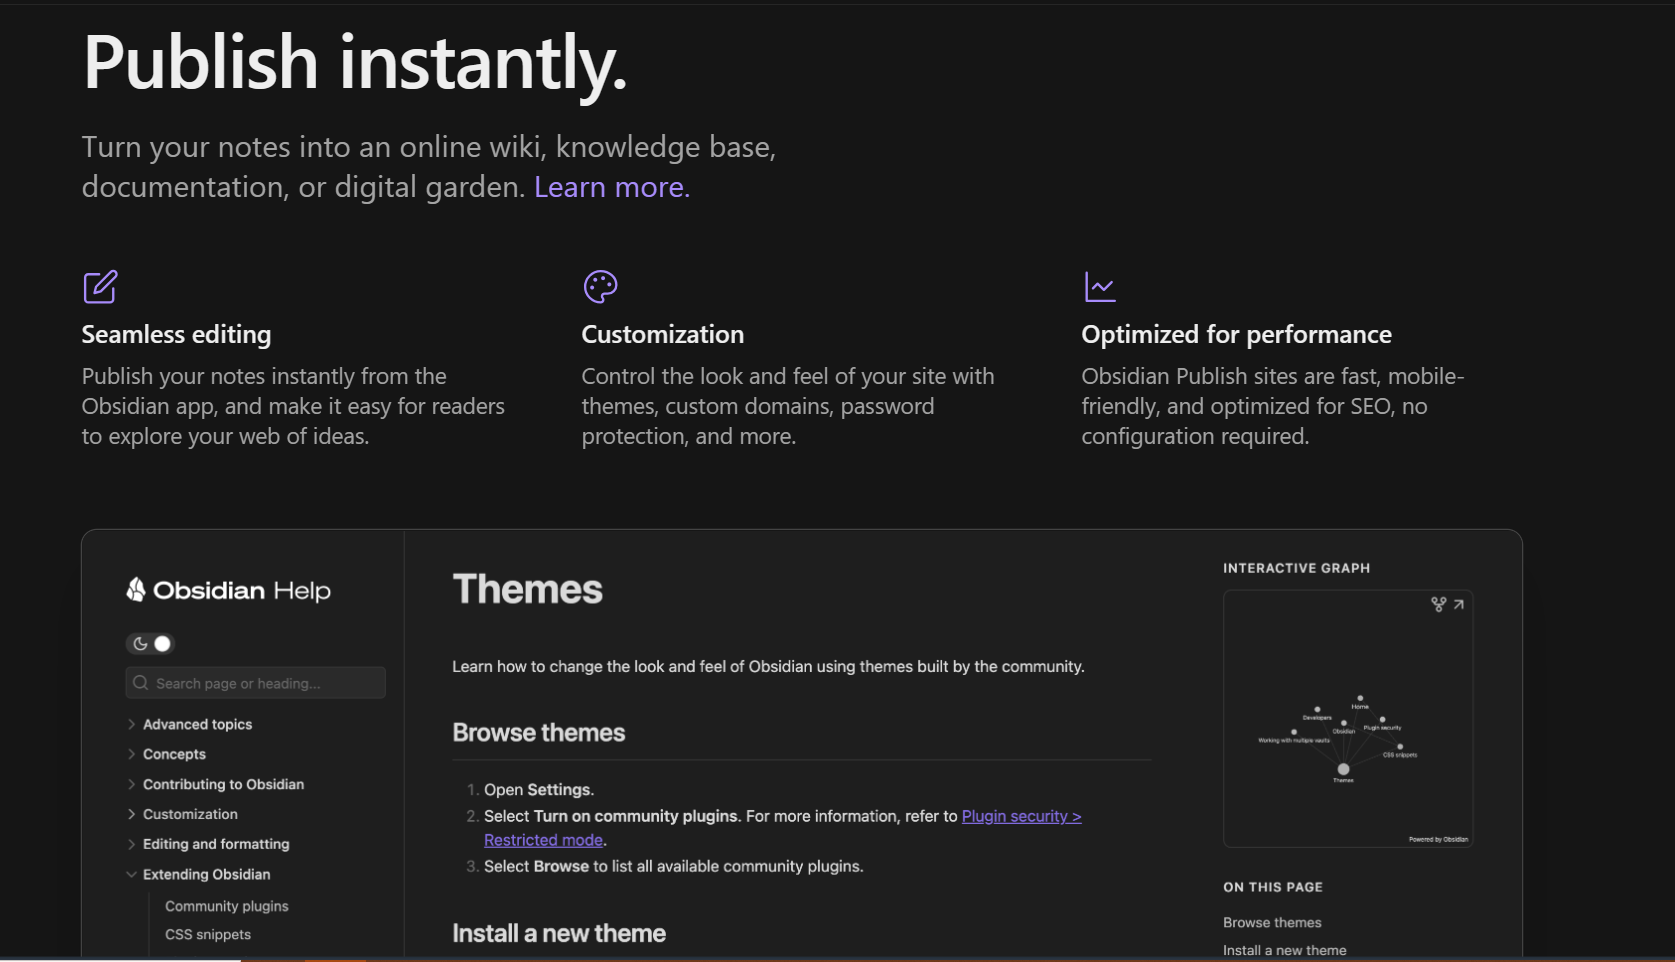 Publish instantly.
Turn your notes into an online wiki, knowledge base,
documentation, or digital garden. Learn more.
Seamless editing
Publish your notes instantly from the
Obsidian app, and make it easy for readers
to explore your web of ideas.
Customization
Control the look and feel of your site with
themes, custom domains, password
protection, and more.
Optimized for performance
Obsidian Publish sites are fast, mobile-
friendly, and optimized for SEO, no
configuration required.
Obsidian Help
Search page or heading...
Advanced topics
Concepts
Contributing to Obsidian
Customization
Editing and formatting
Extending Obsidian
Community plugins
CSS snippets
Themes
Learn how to change the look and feel of Obsidian using themes built by the community.
Browse themes
1. Open Settings.
2. Select Turn on community plugins. For more information, refer to Plugin security >
Restricted mode.
3. Select Browse to list all available community plugins.
Install a new theme
INTERACTIVE GRAPH
Home
Developers
Obsidian
Plugin security
Working with multiple vaults
CSS snippets
Themes
Powered by Obsidian
ON THIS PAGE
Browse themes
Install a new theme